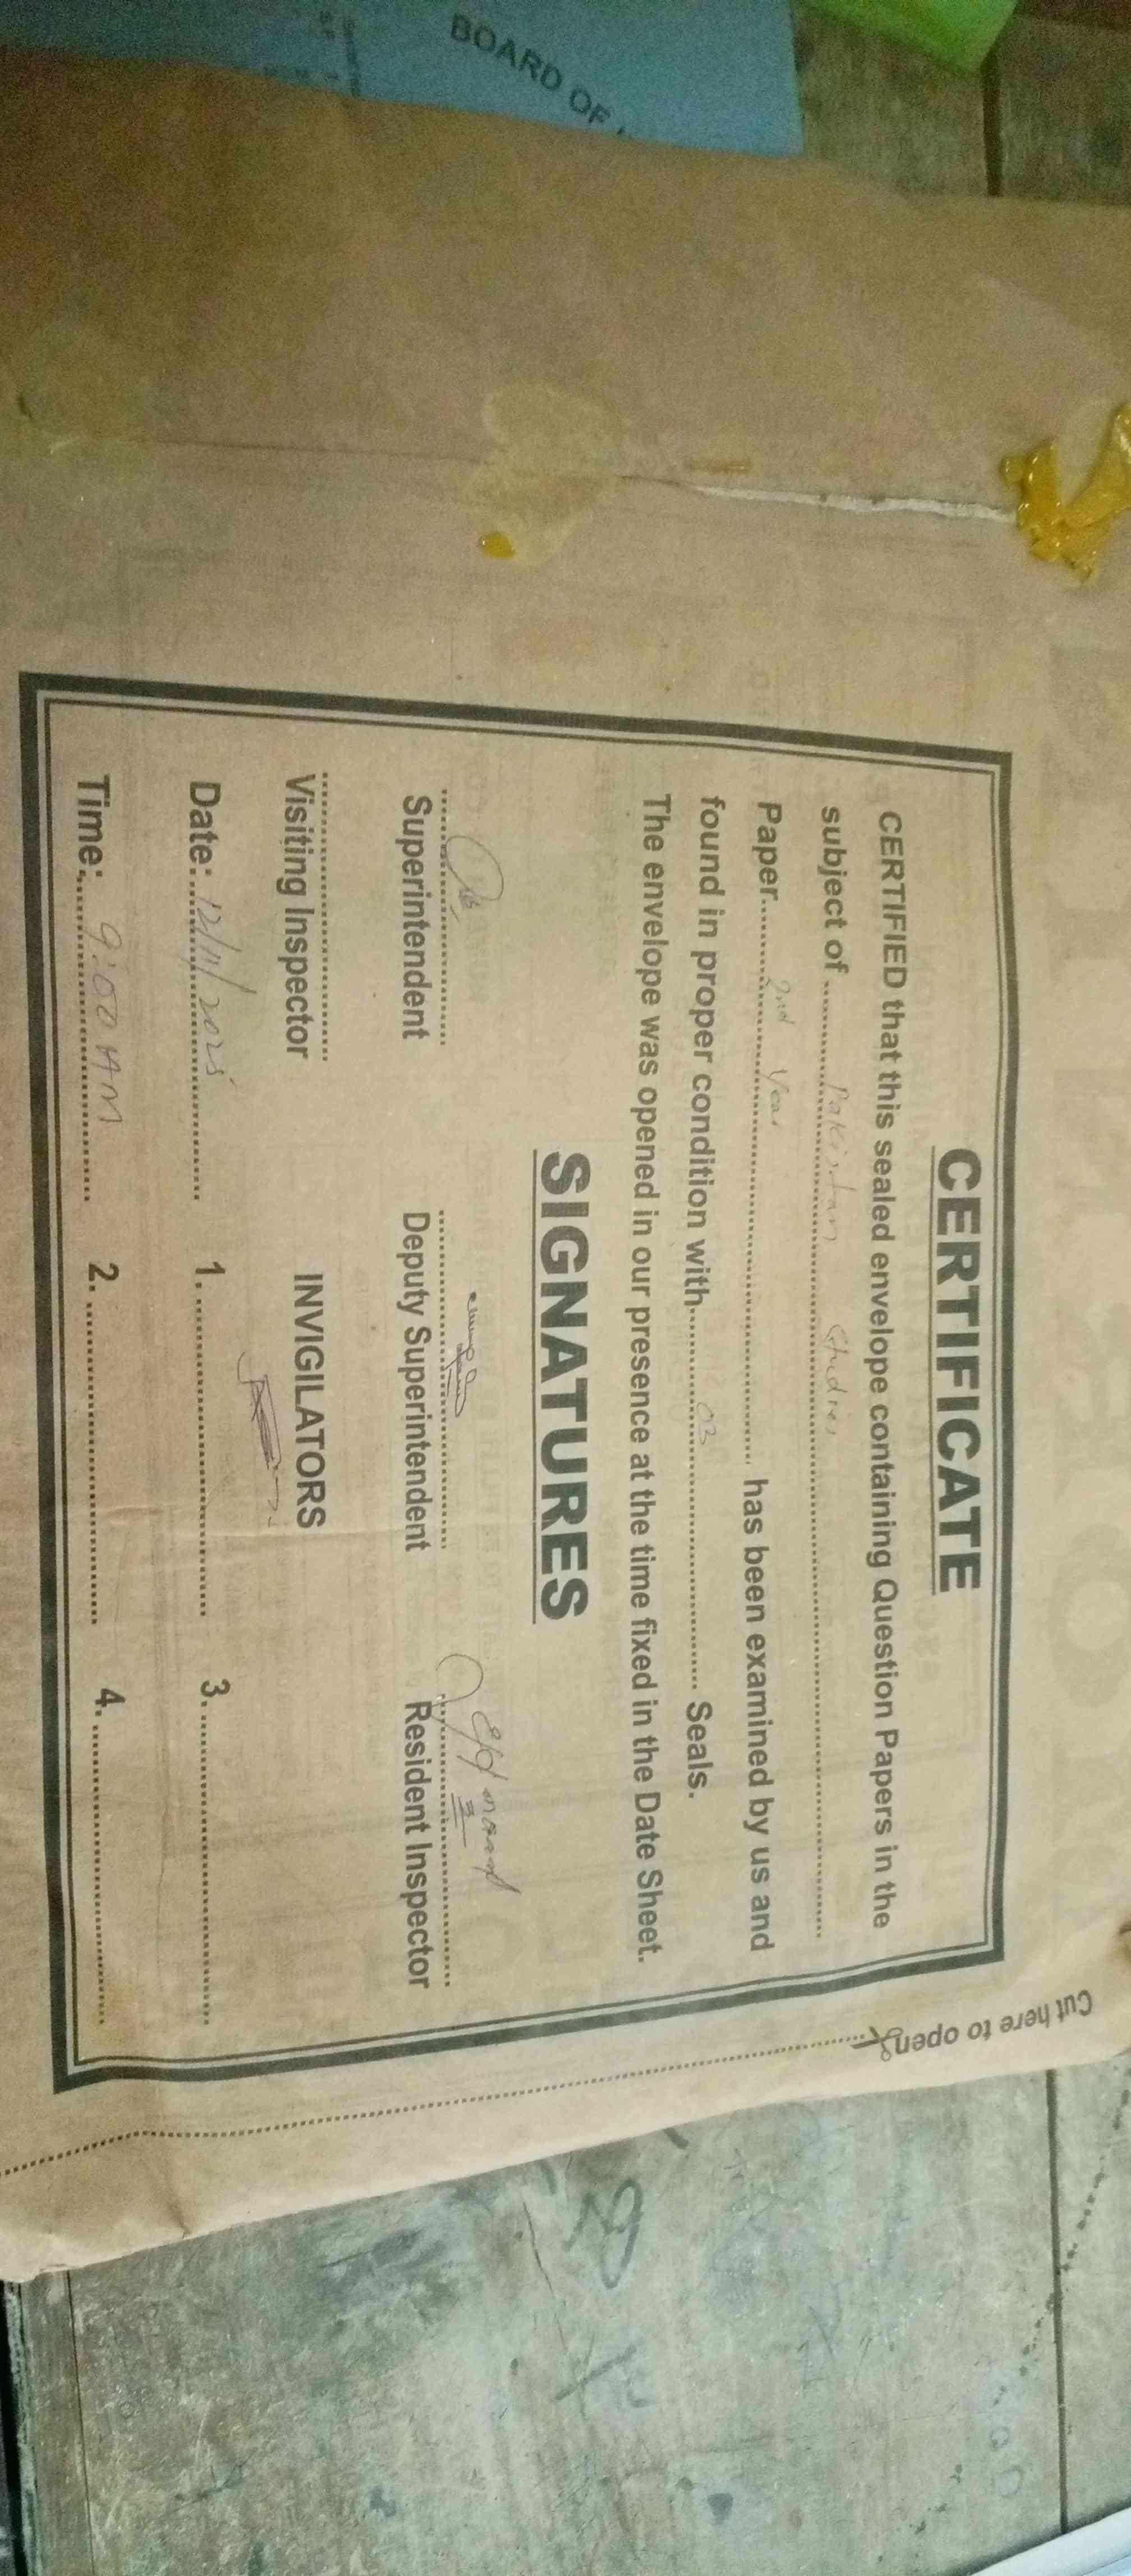 BOARD OF
CERTIFICATE
CERTIFIED that this sealed envelope containing Question Papers in the
subject of ........ Pakistan Studies ........
Paper........ 2nd Year ........ has been examined by us and
found in proper condition with........ 03 ........ Seals.
The envelope was opened in our presence at the time fixed in the Date Sheet.
SIGNATURES
Superintendent Deputy Superintendent Resident Inspector
Visiting Inspector INVIGILATORS
Date: 12/11/2025 1. ........ 3. ........
Time: 9:00 AM 2. ........ 4. ........
Cut here to open